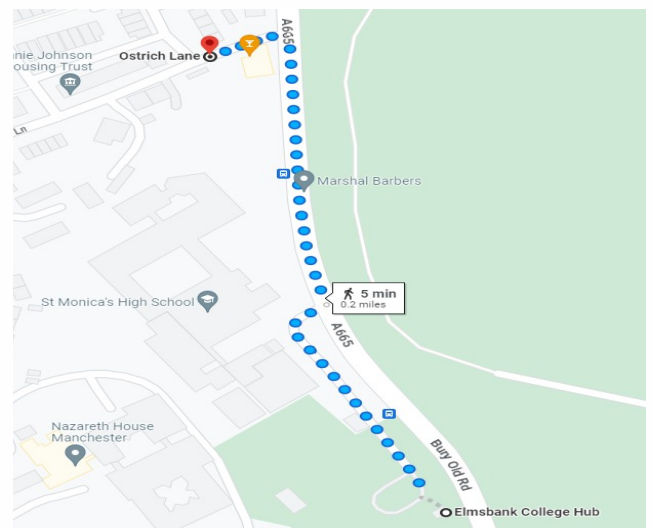 A665
Ostrich Lane
nie Johnson
ousing Trust
Marshal Barbers
5 min
0.2 miles
St Monica's High School
A665
Nazareth House
Manchester
Bury Old Rd
Elmsbank College Hub